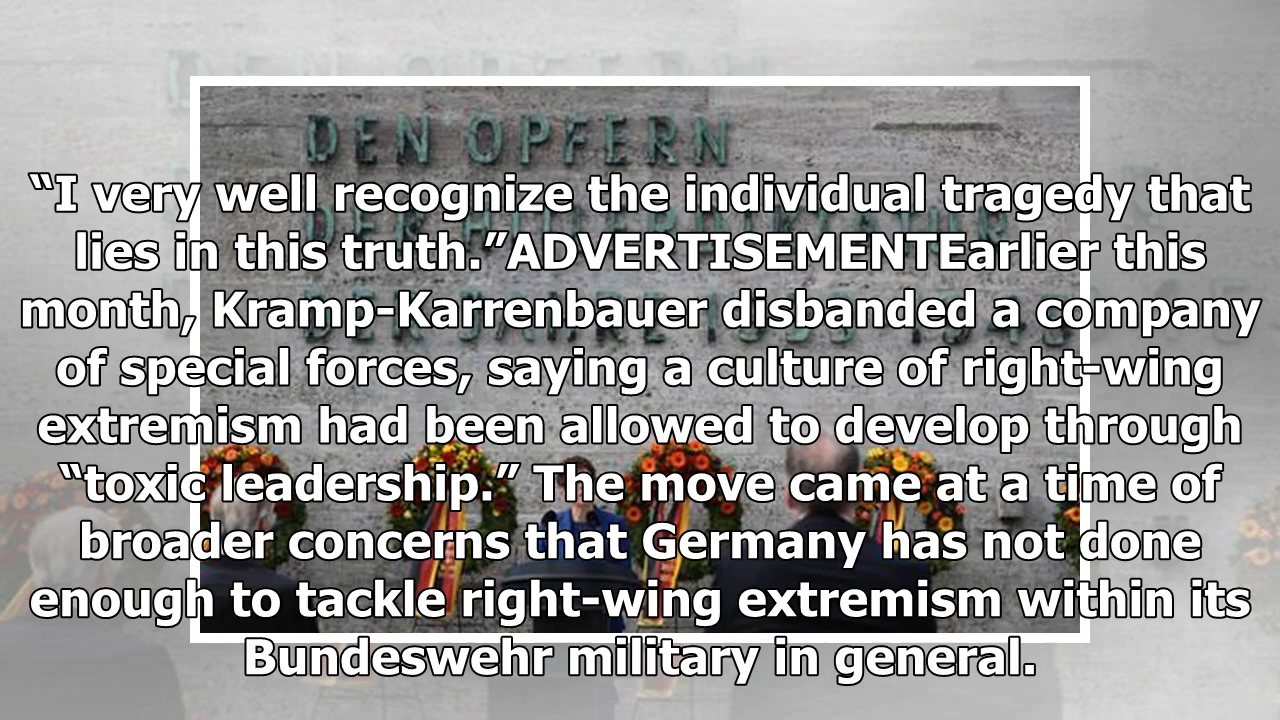 DEN OPFERN
“I very well recognize the individual tragedy that
lies in this truth.”ADVERTISEMENTEarlier this
month, Kramp-Karrenbauer disbanded a company
of special forces, saying a culture of right-wing
extremism had been allowed to develop through
“toxic leadership.” The move came at a time of
broader concerns that Germany has not done
enough to tackle right-wing extremism within its
Bundeswehr military in general.